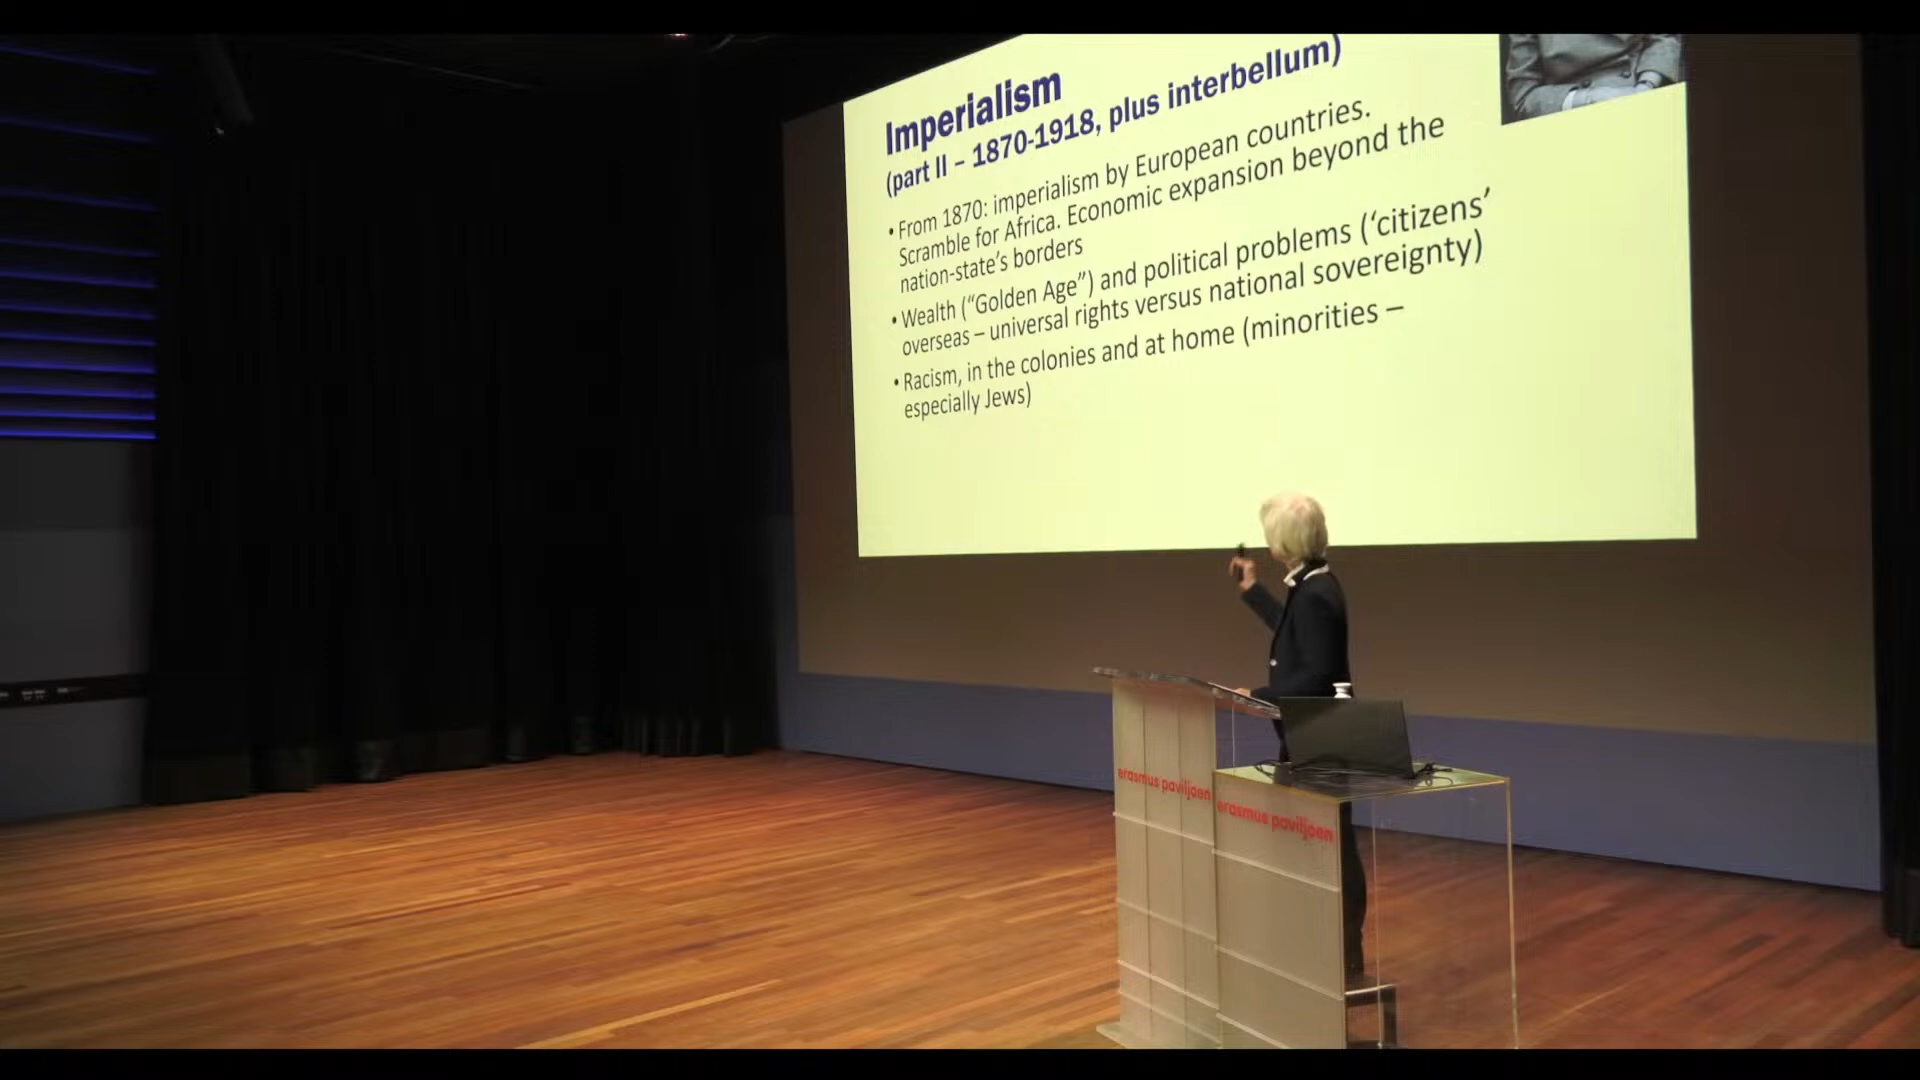 Imperialism
(part II – 1870-1918, plus interbellum)
• From 1870: imperialism by European countries.
Scramble for Africa. Economic expansion beyond the
nation-state’s borders
• Wealth (“Golden Age”) and political problems (‘citizens’
overseas – universal rights versus national sovereignty)
• Racism, in the colonies and at home (minorities –
especially Jews)
erasmus paviljoen
erasmus paviljoen